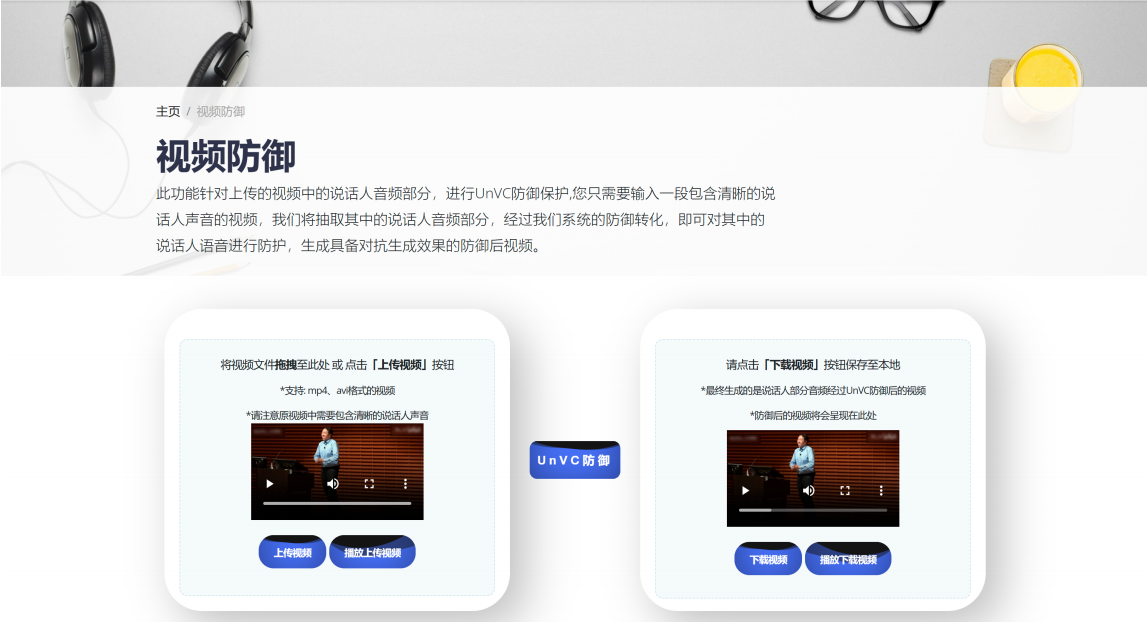 主页 / 视频防御
视频防御
此功能针对上传的视频中的说话人音频部分，进行UnVC防御保护,您只需要输入一段包含清晰的说
话人声音的视频，我们将抽取其中的说话人音频部分，经过我们系统的防御转化，即可对其中的
说话人语音进行防护，生成具备对抗生成效果的防御后视频。
将视频文件拖拽至此处 或 点击「上传视频」按钮
*支持: mp4、avi格式的视频
*请注意原视频中需要包含清晰的说话人声音
上传视频
播放上传视频
UnVC防御
请点击「下载视频」按钮保存至本地
*最终生成的是说话人部分音频经过UnVC防御后的视频
*防御后的视频将会呈现在此处
下载视频
播放下载视频